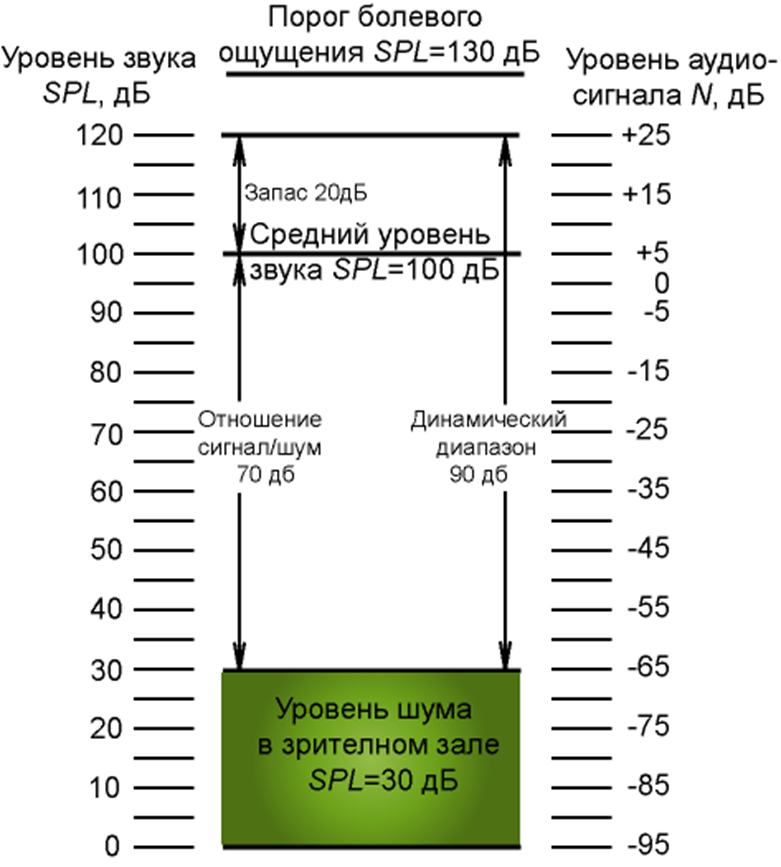 Порог болевого
ощущения SPL=130 дБ
Уровень звука
SPL, дБ
Уровень аудио-
сигнала N, дБ
120
+25
110
Запас 20дБ
+15
100
Средний уровень
+5
звука SPL=100 дБ
0
90
-5
80
-15
70
Отношение
сигнал/шум
70 дб
Динамический
диапазон
90 дб
-25
60
-35
50
-45
40
-55
30
-65
Уровень шума
в зрителном зале
SPL=30 дБ
20
-75
10
-85
0
-95